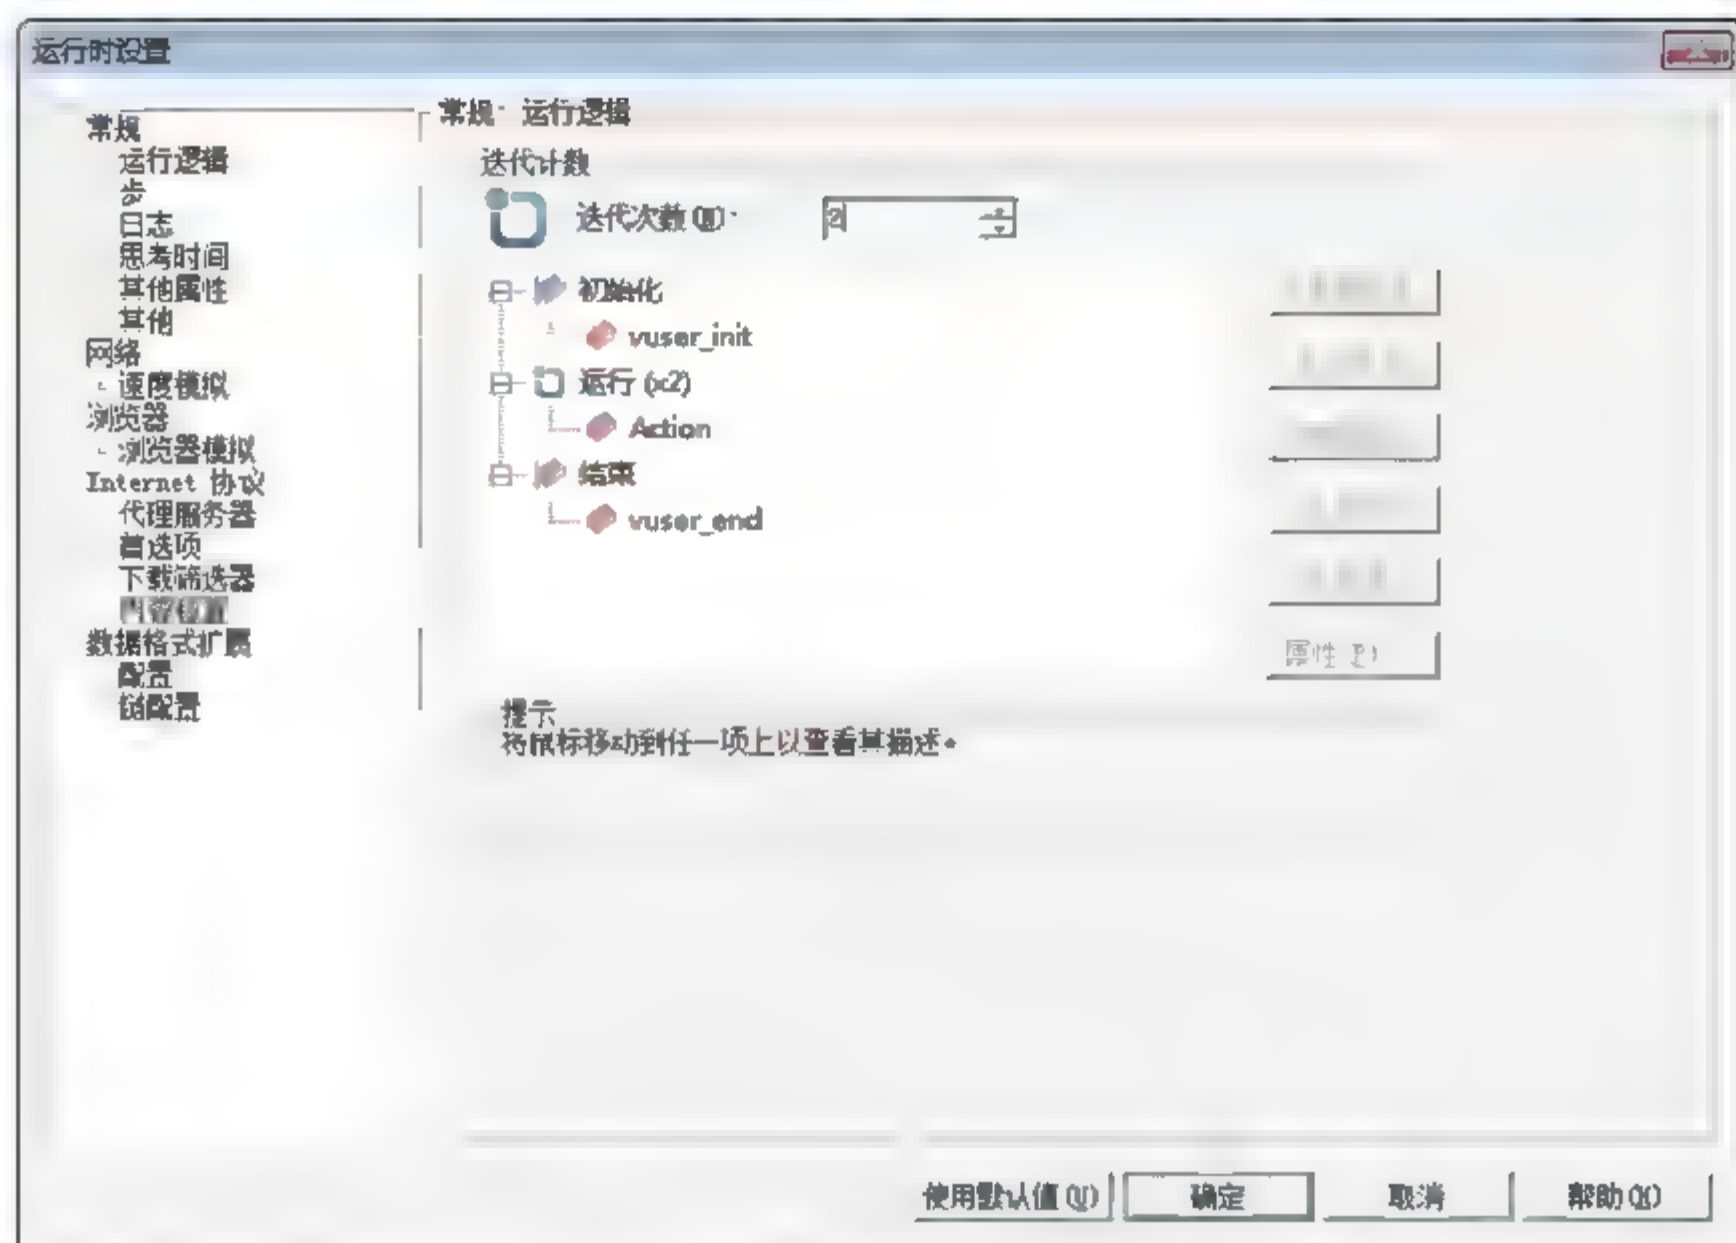 运行时设置
常规
运行逻辑
步
日志
思考时间
其他属性
其他
网络
速度模拟
浏览器
浏览器模拟
Internet 协议
代理服务器
首选项
下载筛选器
数据格式扩展
配置
链配置
常规: 运行逻辑
迭代计数
迭代次数(N):
2
初始化
vuser_init
运行 (x2)
Action
结束
vuser_end
属性(P)
提示
将鼠标移动到任一项上以查看其描述。
使用默认值(U)
确定
取消
帮助(H)